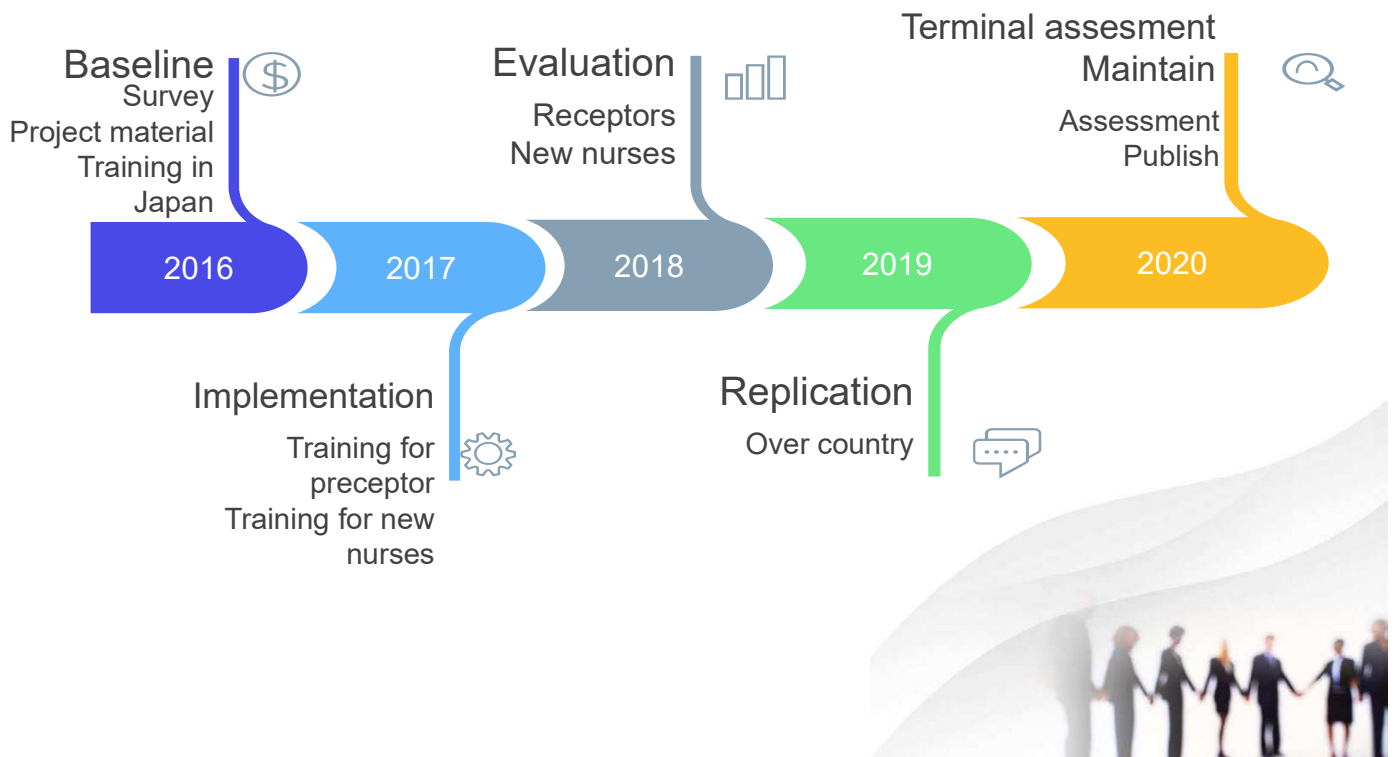 Baseline
Survey
Project material
Training in
Japan
2016
2017
Implementation
Training for
preceptor
Training for new
nurses
Evaluation
Receptors
New nurses
2018
2019
Replication
Over country
Terminal assesment
Maintain
Assessment
Publish
2020